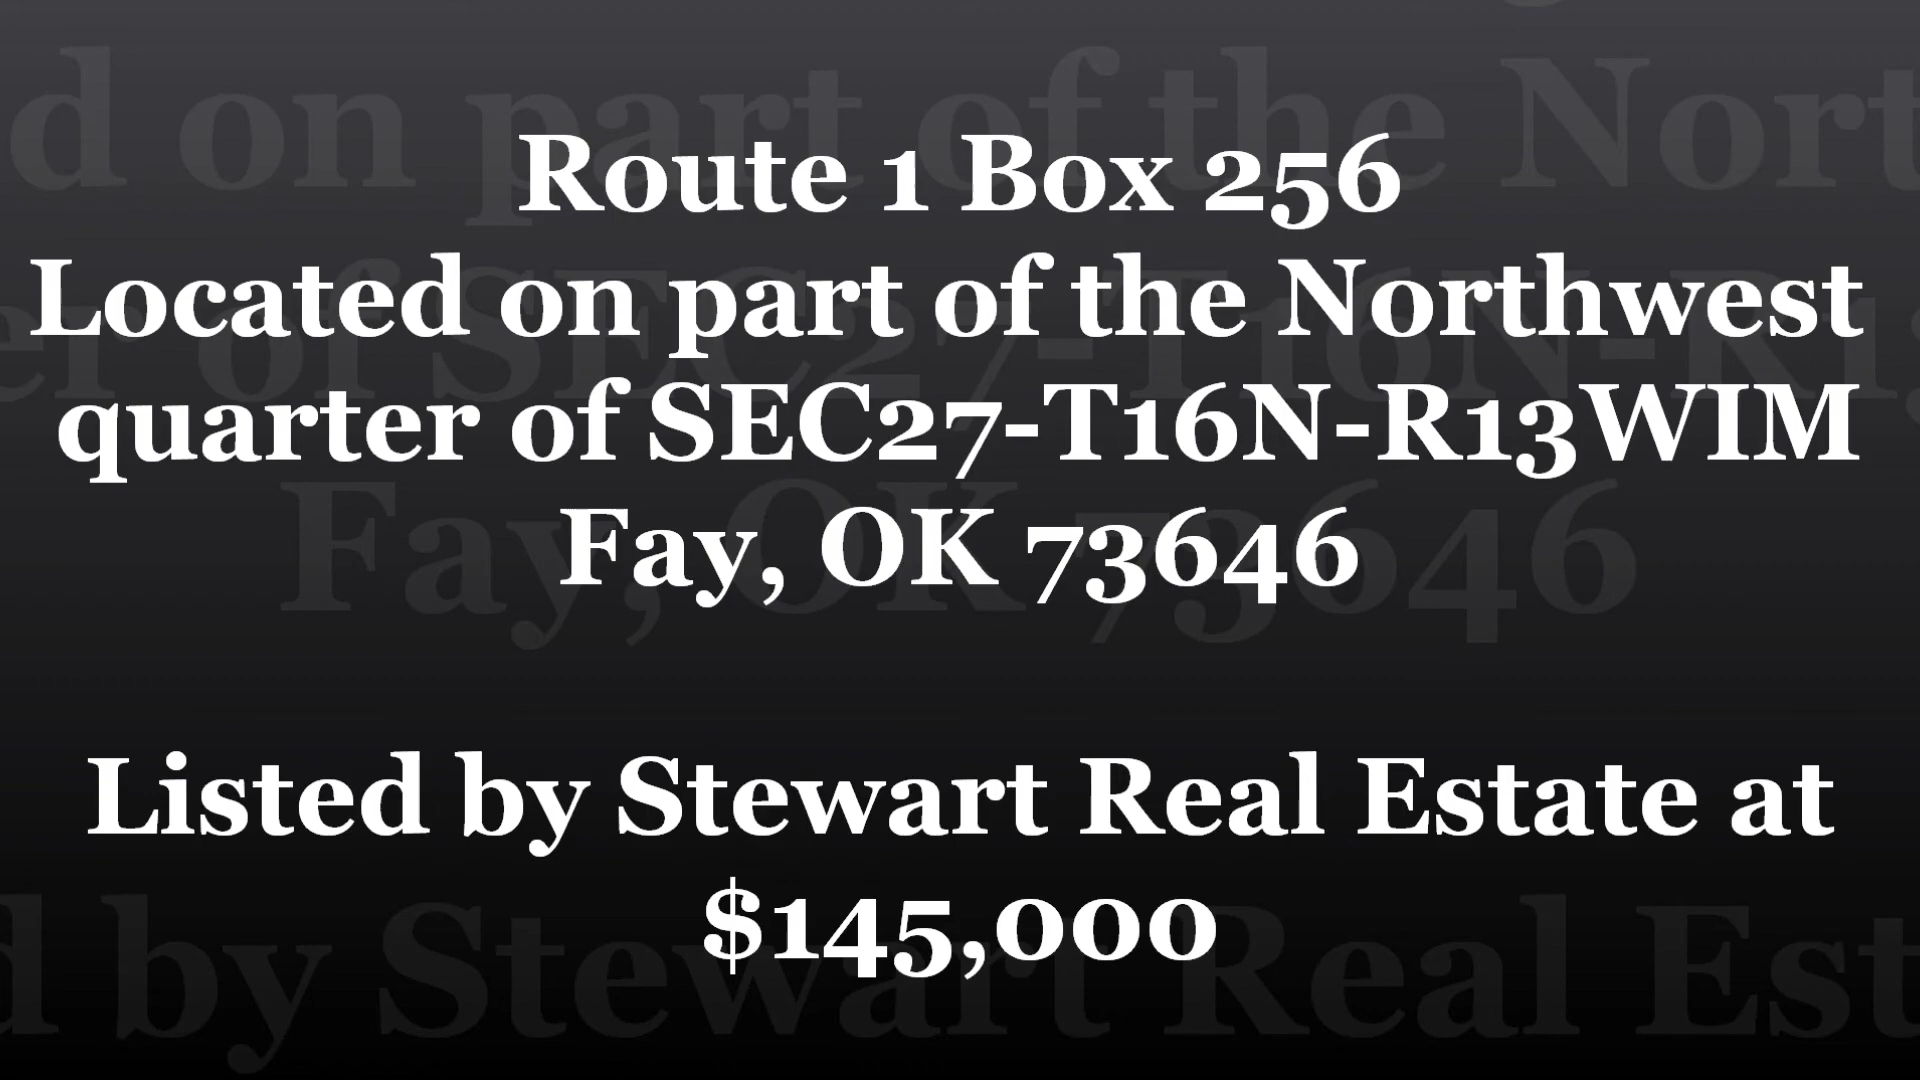 Route 1 Box 256
Located on part of the Northwest
quarter of SEC27-T16N-R13WIM
Fay, OK 73646
Listed by Stewart Real Estate at
$145,000